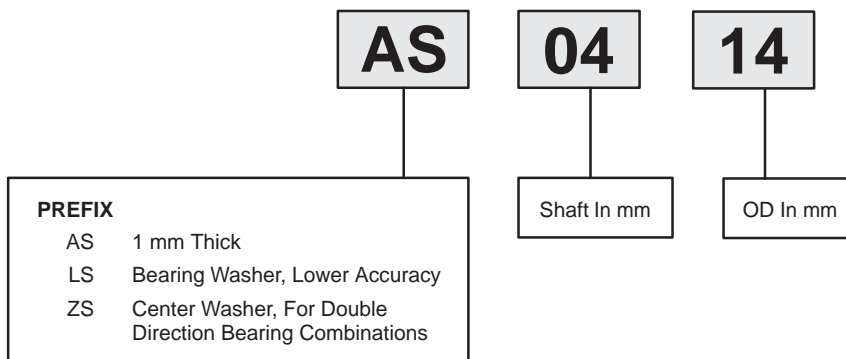 AS 04 14
PREFIX
AS 1 mm Thick
LS Bearing Washer, Lower Accuracy
ZS Center Washer, For Double
Direction Bearing Combinations
Shaft In mm
OD In mm